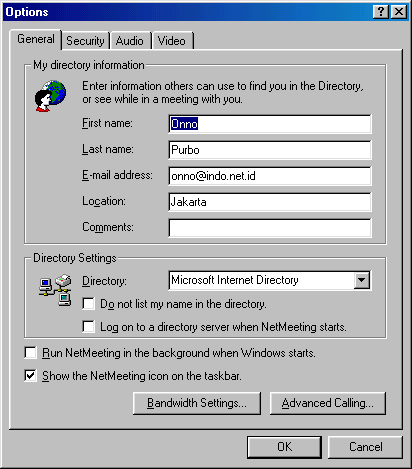 Options
General
Security
Audio
Video
My directory information
Enter information others can use to find you in the Directory,
or see while in a meeting with you.
First name:
Onno
Last name:
Purbo
E-mail address:
onno@indo.net.id
Location:
Jakarta
Comments:
Directory Settings
Directory:
Microsoft Internet Directory
Do not list my name in the directory.
Log on to a directory server when NetMeeting starts.
Run NetMeeting in the background when Windows starts.
Show the NetMeeting icon on the taskbar.
Bandwidth Settings...
Advanced Calling...
OK
Cancel